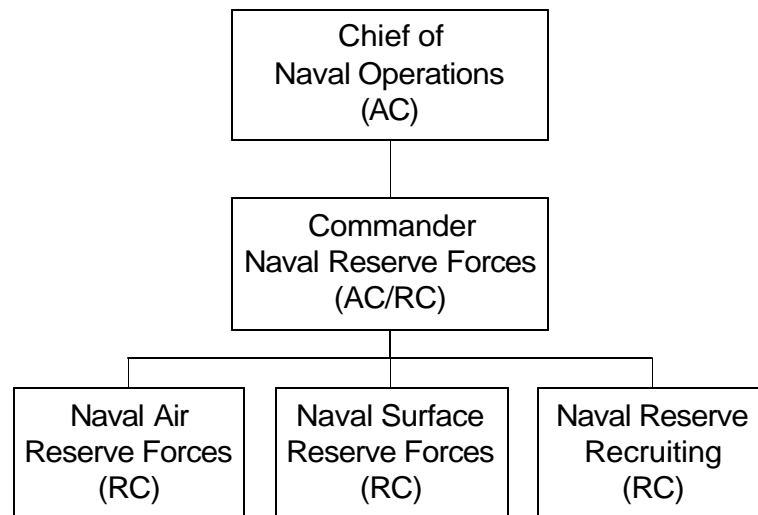 Chief of
Naval Operations
(AC)
Commander
Naval Reserve Forces
(AC/RC)
Naval Air
Reserve Forces
(RC)
Naval Surface
Reserve Forces
(RC)
Naval Reserve
Recruiting
(RC)